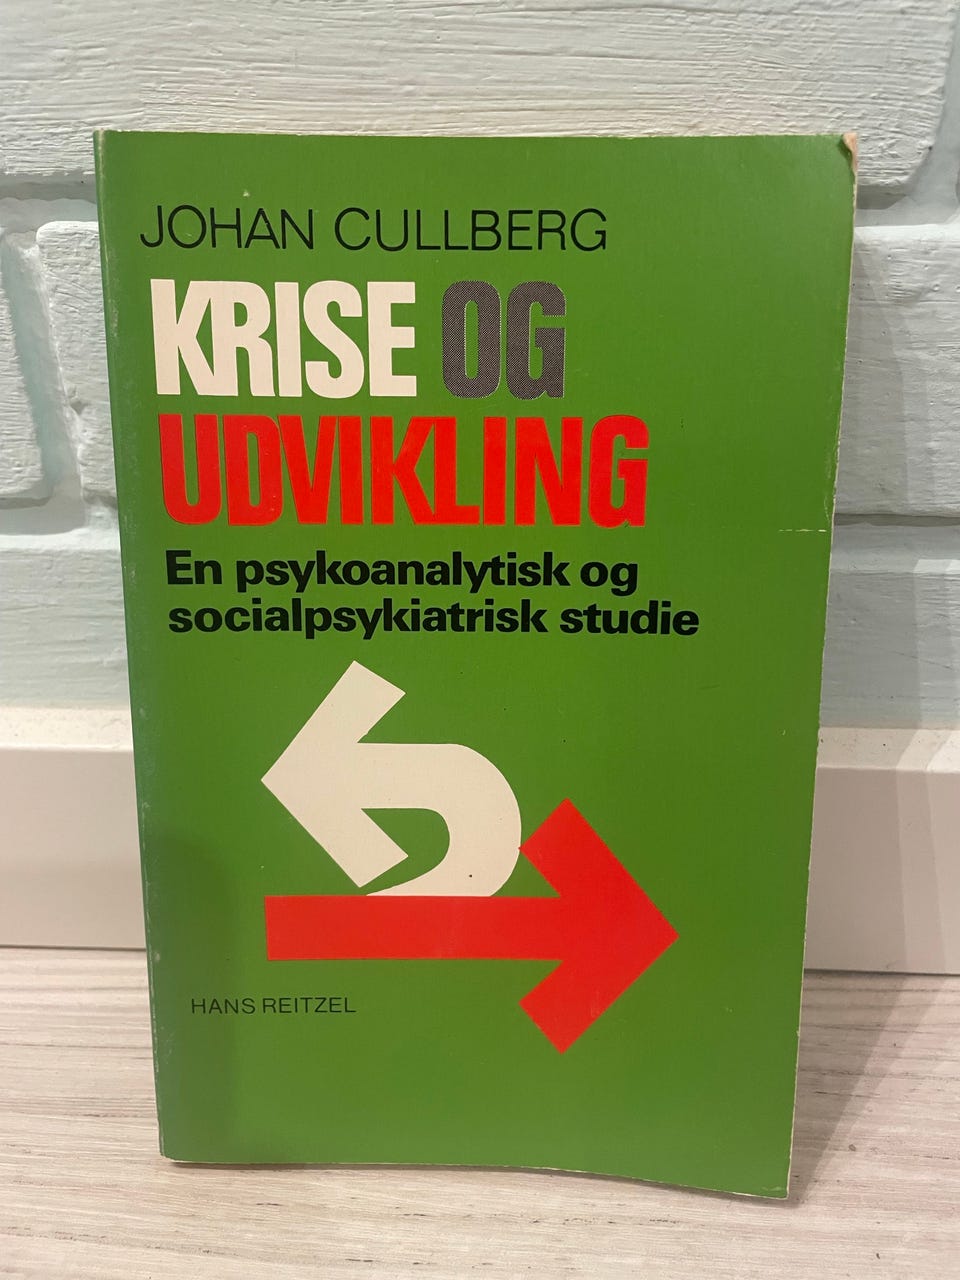 JOHAN CULLBERG
KRISE OG
UDVIKLING
En psykoanalytisk og
socialpsykiatrisk studie
HANS REITZEL